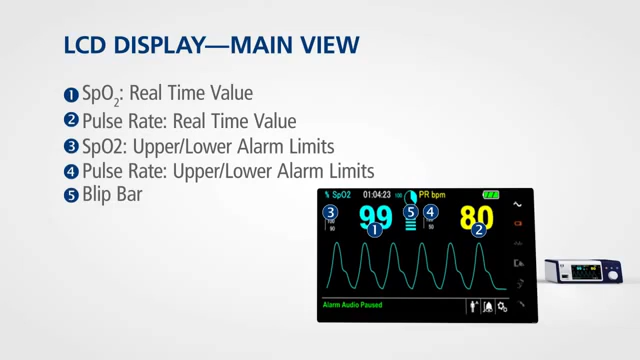 LCD DISPLAY—MAIN VIEW
1 SpO2: Real Time Value
2 Pulse Rate: Real Time Value
3 SpO2: Upper/Lower Alarm Limits
4 Pulse Rate: Upper/Lower Alarm Limits
5 Blip Bar
% SpO2 01:04:23 100 PR bpm
3 99 5 4 80
100
90
50
1 2
Alarm Audio Paused